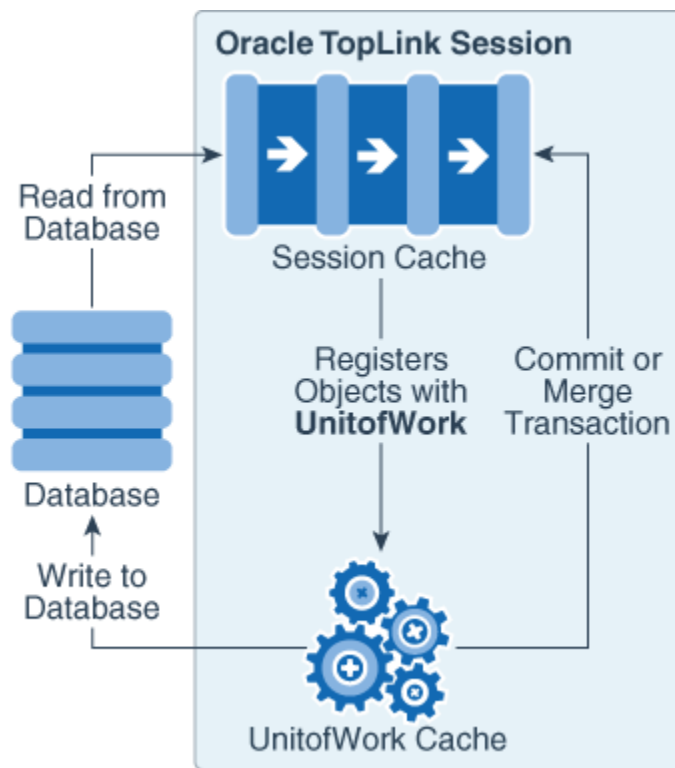 Oracle TopLink Session
Read from
Database
Session Cache
Registers
Objects with
UnitofWork
Commit or
Merge
Transaction
Database
Write to
Database
UnitofWork Cache